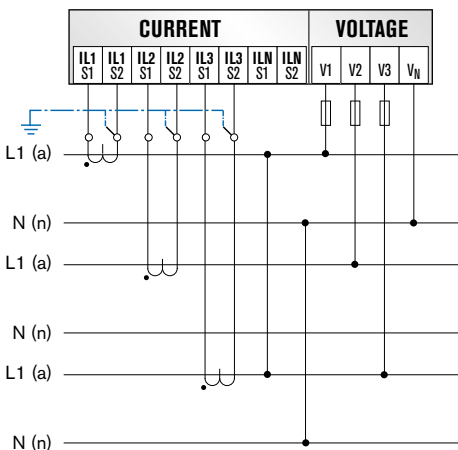 CURRENT VOLTAGE
IL1 IL1 IL2 IL2 IL3 IL3 ILN ILN
S1 S2 S1 S2 S1 S2 S1 S2 V1 V2 V3 VN
L1 (a)
N (n)
L1 (a)
N (n)
L1 (a)
N (n)